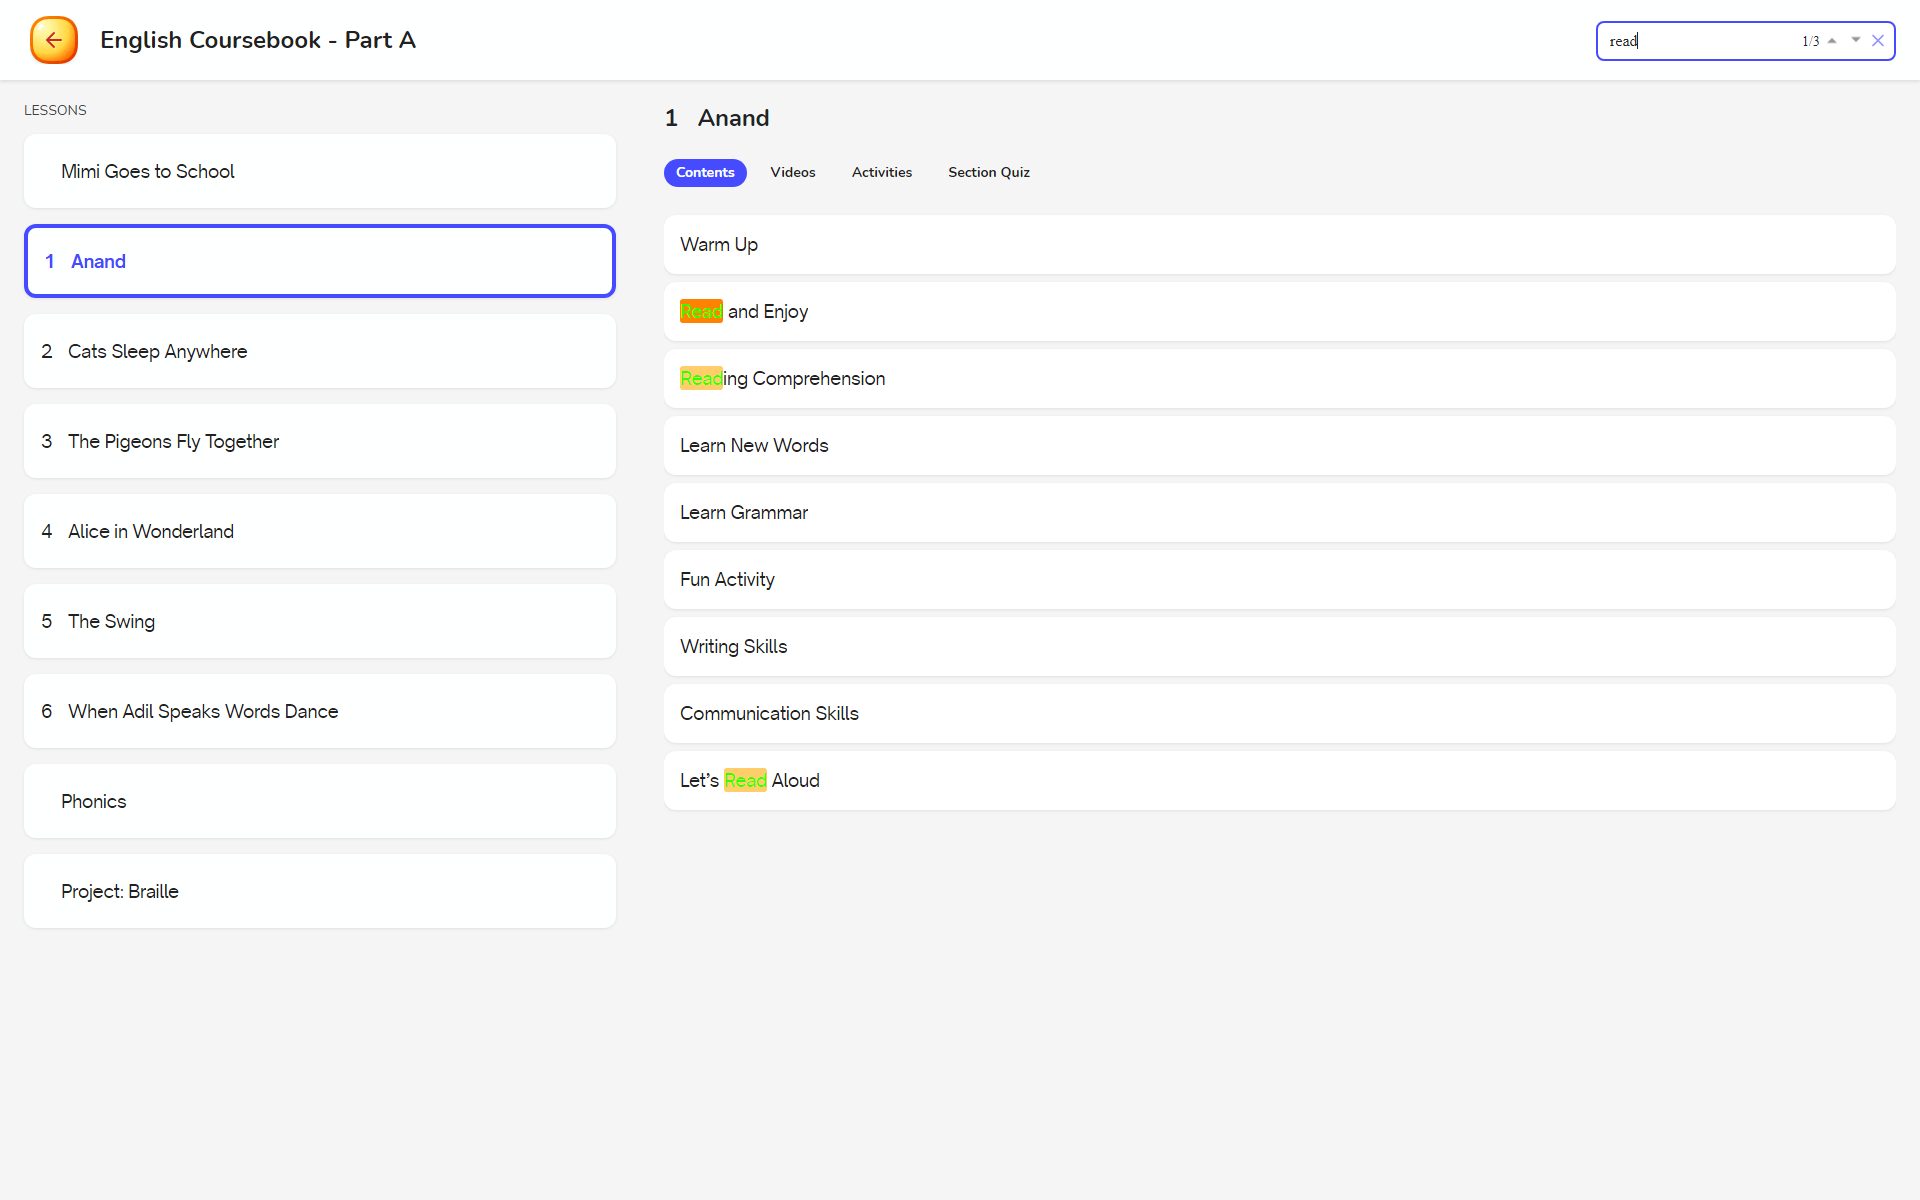 English Coursebook - Part A
read 1/3
LESSONS
Mimi Goes to School
1 Anand
2 Cats Sleep Anywhere
3 The Pigeons Fly Together
4 Alice in Wonderland
5 The Swing
6 When Adil Speaks Words Dance
Phonics
Project: Braille
1 Anand
Contents Videos Activities Section Quiz
Warm Up
Read and Enjoy
Reading Comprehension
Learn New Words
Learn Grammar
Fun Activity
Writing Skills
Communication Skills
Let’s Read Aloud